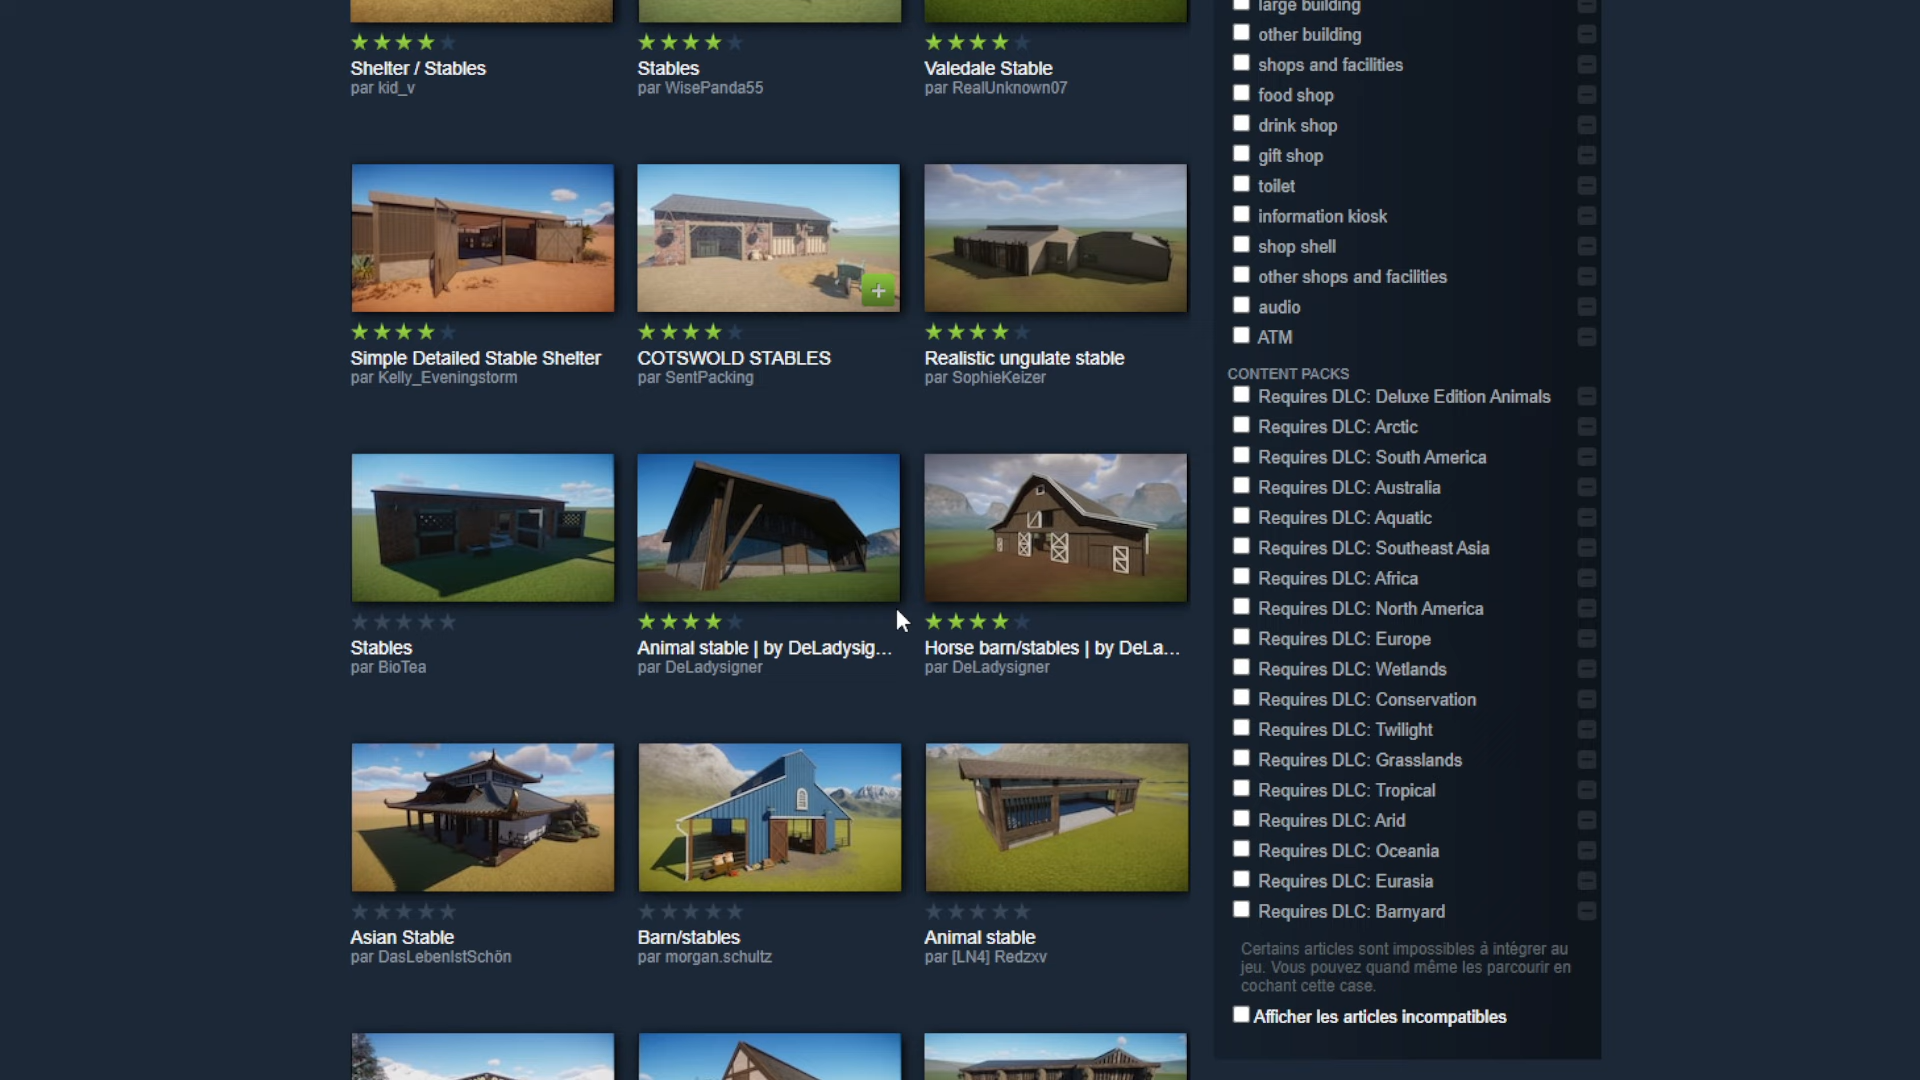 Shelter / Stables
par kid_v
Stables
par WisePanda55
Valedale Stable
par RealUnknown07
Simple Detailed Stable Shelter
par Kelly_Eveningstorm
COTSWOLD STABLES
par SentPacking
Realistic ungulate stable
par SophieKeizer
Stables
par BioTea
Animal stable | by DeLadysig...
par DeLadysigner
Horse barn/stables | by DeLa...
par DeLadysigner
Asian Stable
par DasLebenIstSchön
Barn/stables
par morgan.schultz
Animal stable
par [LN4] Redzxv
large building
other building
shops and facilities
food shop
drink shop
gift shop
toilet
information kiosk
shop shell
other shops and facilities
audio
ATM
CONTENT PACKS
Requires DLC: Deluxe Edition Animals
Requires DLC: Arctic
Requires DLC: South America
Requires DLC: Australia
Requires DLC: Aquatic
Requires DLC: Southeast Asia
Requires DLC: Africa
Requires DLC: North America
Requires DLC: Europe
Requires DLC: Wetlands
Requires DLC: Conservation
Requires DLC: Twilight
Requires DLC: Grasslands
Requires DLC: Tropical
Requires DLC: Arid
Requires DLC: Oceania
Requires DLC: Eurasia
Requires DLC: Barnyard
Certains articles sont impossibles à intégrer au
jeu. Vous pouvez quand même les parcourir en
cochant cette case.
Afficher les articles incompatibles